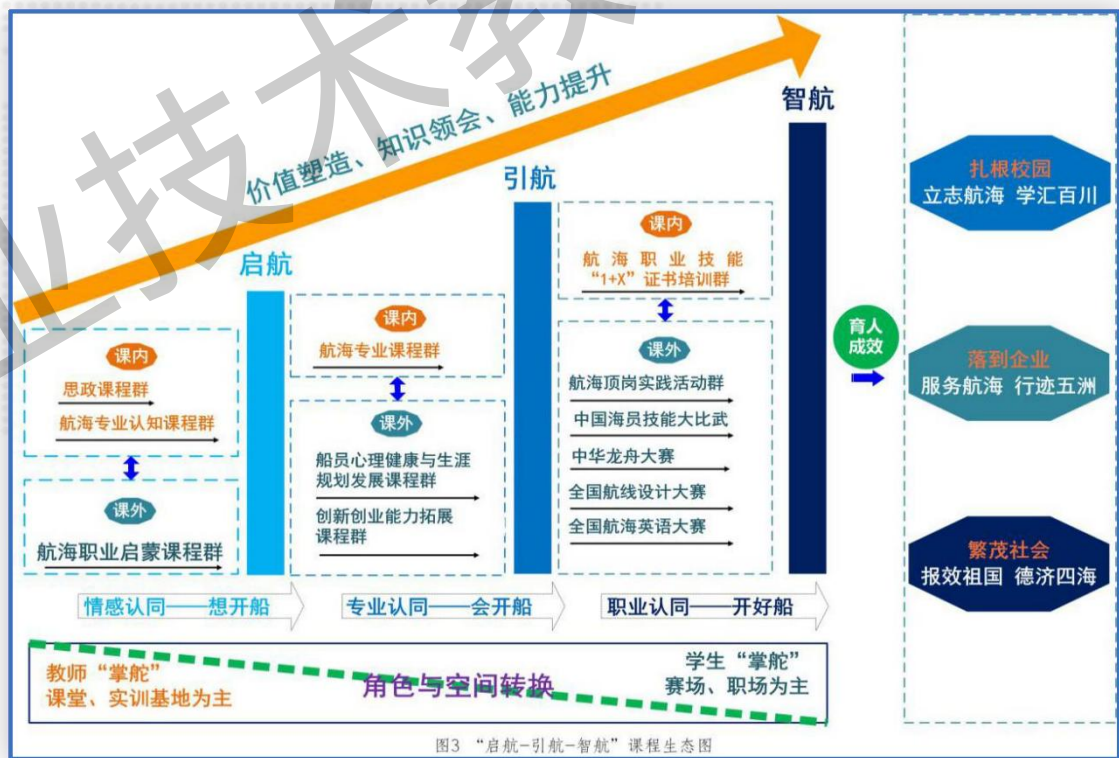 业技术教
价值塑造、知识领会、能力提升
启航
课内
思政课程群
航海专业认知课程群
课外
航海职业启蒙课程群
引航
课内
航海专业课程群
课外
船员心理健康与生涯
规划发展课程群
创新创业能力拓展
课程群
智航
课内
航海职业技能
“1+X”证书培训群
课外
航海顶岗实践活动群
中国海员技能大比武
中华龙舟大赛
全国航线设计大赛
全国航海英语大赛
情感认同——想开船
专业认同——会开船
职业认同——开好船
教师“掌舵”
课堂、实训基地为主
角色与空间转换
学生“掌舵”
赛场、职场为主
育人
成效
扎根校园
立志航海 学汇百川
落到企业
服务航海 行迹五洲
繁茂社会
报效祖国 德济四海
图3 “启航-引航-智航”课程生态图